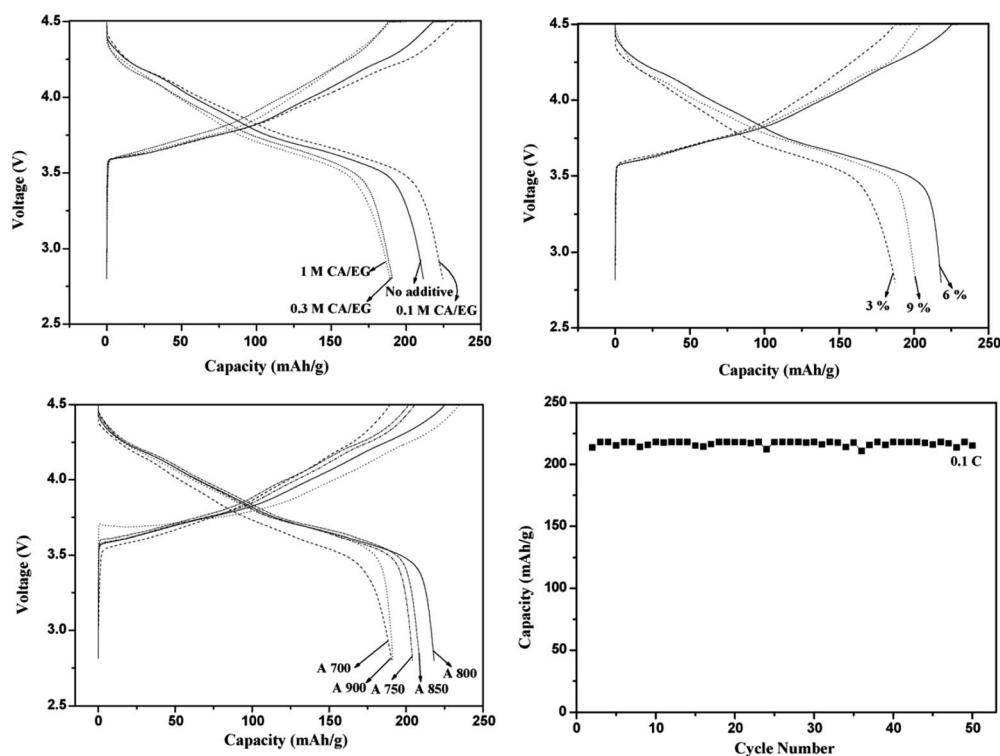 4.5
4.0
3.5
3.0
2.5
Voltage (V)
0 50 100 150 200 250
Capacity (mAh/g)
1 M CA/EG
No additive
0.3 M CA/EG
0.1 M CA/EG
4.5
4.0
3.5
3.0
2.5
Voltage (V)
0 50 100 150 200 250
Capacity (mAh/g)
3 %
9 %
6 %
4.5
4.0
3.5
3.0
2.5
Voltage (V)
0 50 100 150 200 250
Capacity (mAh/g)
A 700
A 900
A 750
A 850
A 800
250
200
150
100
50
0
Capacity (mAh/g)
0 10 20 30 40 50
Cycle Number
0.1 C